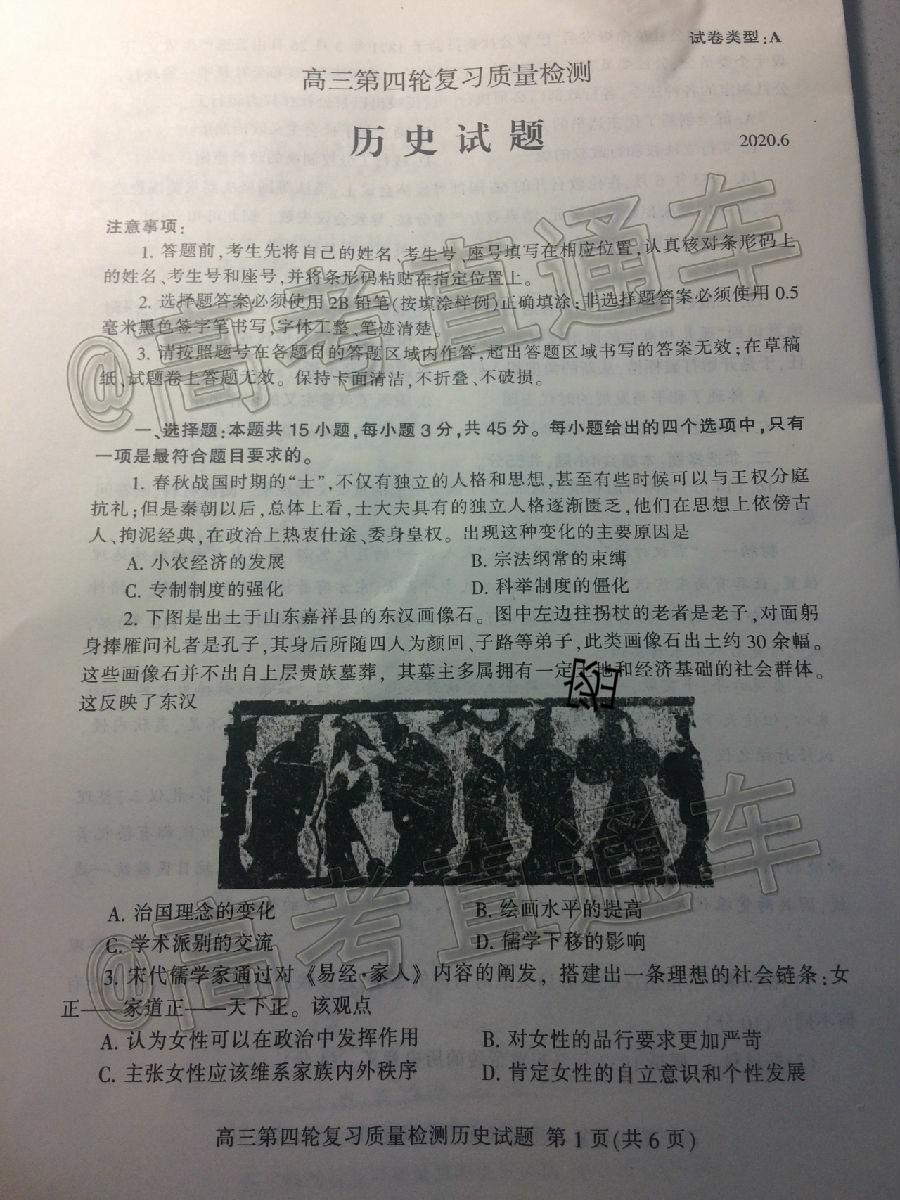 试卷类型:A
高三第四轮复习质量检测
历史试题
2020.6
注意事项:
1. 答题前,考生先将自己的姓名、考生号、座号填写在相应位置,认真核对条形码上
的姓名、考生号和座号,并将条形码粘贴在指定位置上。
2. 选择题答案必须使用2B铅笔(按填涂样例)正确填涂;非选择题答案必须使用0.5
毫米黑色签字笔书写,字体工整、笔迹清楚。
3. 请按照题号在各题目的答题区域内作答,超出答题区域书写的答案无效;在草稿
纸、试题卷上答题无效。保持卡面清洁,不折叠、不破损。
一、选择题:本题共15小题,每小题3分,共45分。每小题给出的四个选项中,只有
一项是最符合题目要求的。
1. 春秋战国时期的“士”,不仅有独立的人格和思想,甚至有些时候可以与王权分庭
抗礼;但是秦朝以后,总体上看,士大夫具有的独立人格逐渐匮乏,他们在思想上依傍古
人、拘泥经典,在政治上热衷仕途、委身皇权。出现这种变化的主要原因是
A. 小农经济的发展 B. 宗法纲常的束缚
C. 专制制度的强化 D. 科举制度的僵化
2. 下图是出土于山东嘉祥县的东汉画像石。图中左边拄拐杖的老者是老子,对面躬
身捧雁问礼者是孔子,其身后所随四人为颜回、子路等弟子,此类画像石出土约30余幅。
这些画像石并不出自上层贵族墓葬,其墓主多属拥有一定土地和经济基础的社会群体。
这反映了东汉
A. 治国理念的变化 B. 绘画水平的提高
C. 学术派别的交流 D. 儒学下移的影响
3. 宋代儒学家通过对《易经·家人》内容的阐发,搭建出一条理想的社会链条:女
正——家道正——天下正。该观点
A. 认为女性可以在政治中发挥作用 B. 对女性的品行要求更加严苛
C. 主张女性应该维系家族内外秩序 D. 肯定女性的自立意识和个性发展
高三第四轮复习质量检测历史试题 第1页(共6页)
@高考直通车
@高考直通车